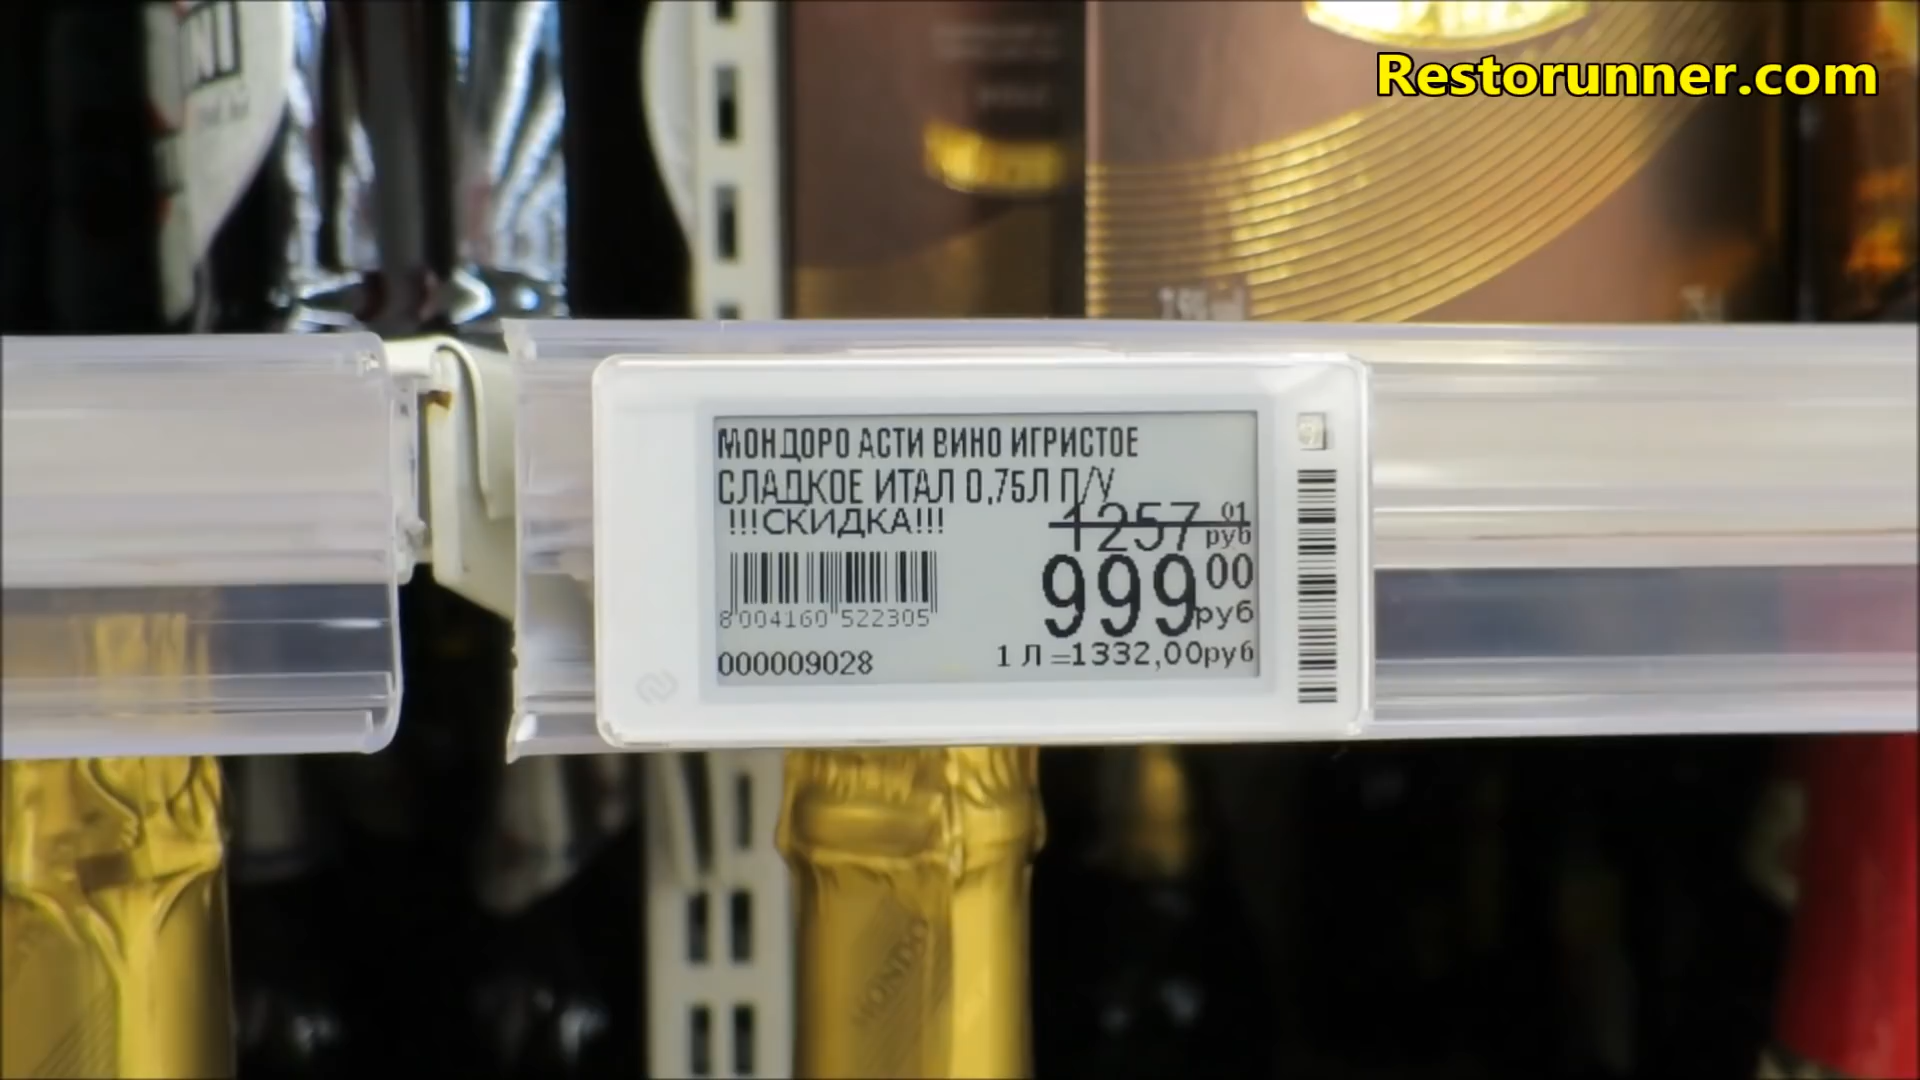 Restorunner.com
МОНДОРО АСТИ ВИНО ИГРИСТОЕ
СЛАДКОЕ ИТАЛ 0,75Л П/У
!!!СКИДКА!!!
1257 01 руб
999 00 руб
8 004160 522305
000009028
1 Л =1332,00руб
MONDO